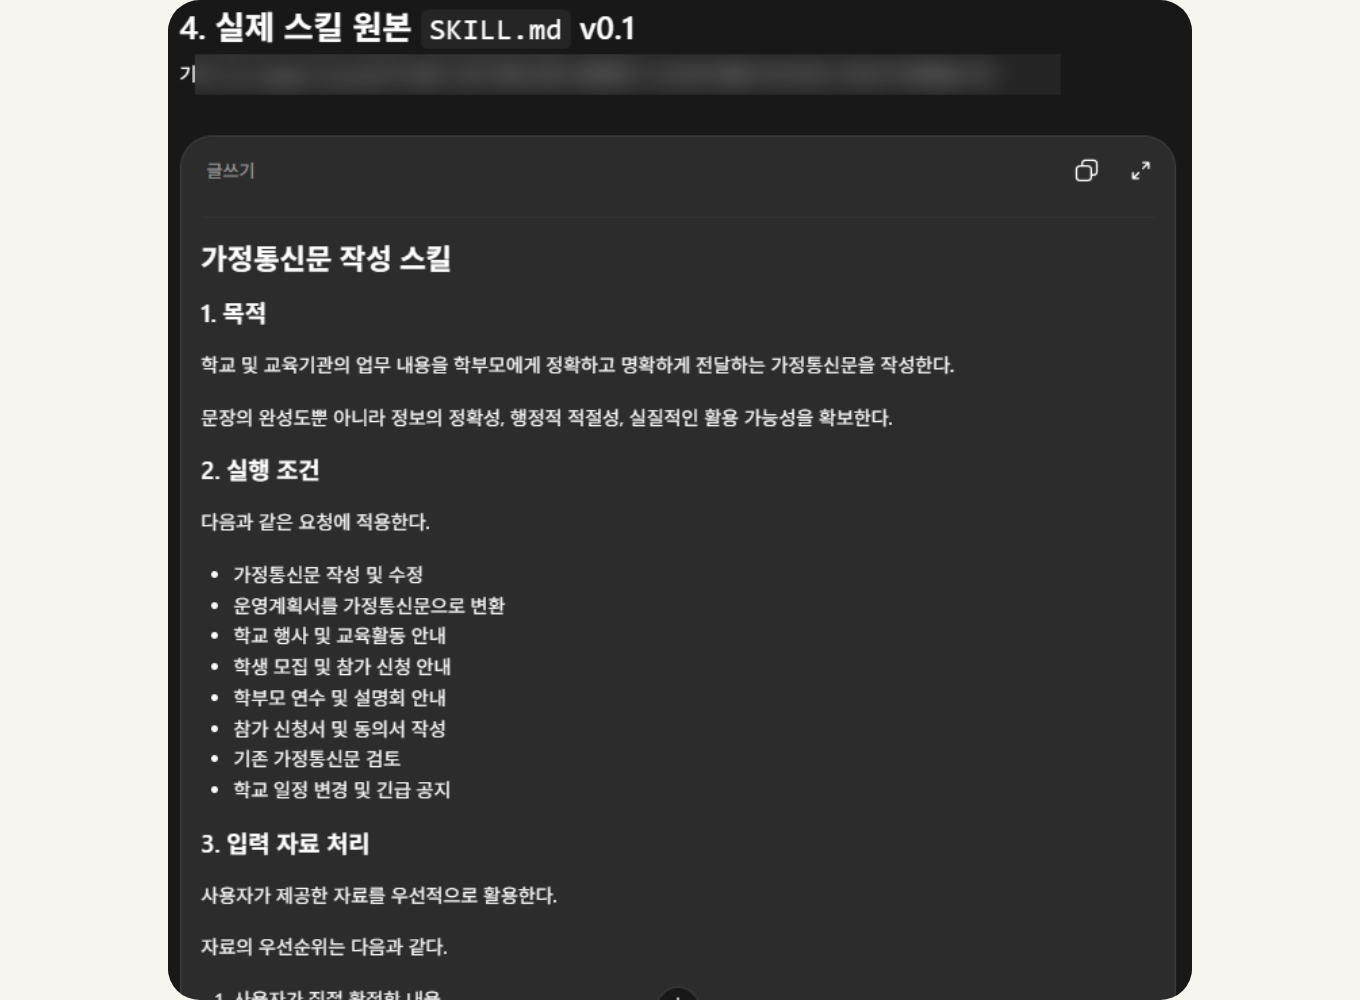 4. 실제 스킬 원본 SKILL.md v0.1
글쓰기
가정통신문 작성 스킬
1. 목적
학교 및 교육기관의 업무 내용을 학부모에게 정확하고 명확하게 전달하는 가정통신문을 작성한다.
문장의 완성도뿐 아니라 정보의 정확성, 행정적 적절성, 실질적인 활용 가능성을 확보한다.
2. 실행 조건
다음과 같은 요청에 적용한다.
• 가정통신문 작성 및 수정
• 운영계획서를 가정통신문으로 변환
• 학교 행사 및 교육활동 안내
• 학생 모집 및 참가 신청 안내
• 학부모 연수 및 설명회 안내
• 참가 신청서 및 동의서 작성
• 기존 가정통신문 검토
• 학교 일정 변경 및 긴급 공지
3. 입력 자료 처리
사용자가 제공한 자료를 우선적으로 활용한다.
자료의 우선순위는 다음과 같다.
1. 사용자가 직접 확정한 내용